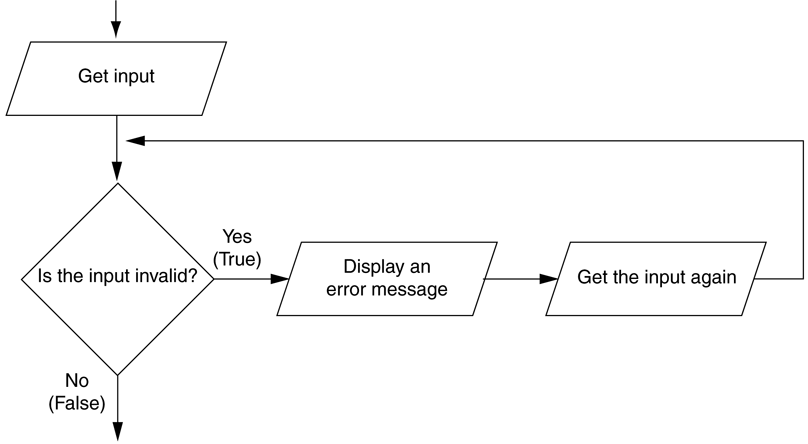 Get input
Yes
(True)
Is the input invalid?
Display an
error message
Get the input again
No
(False)